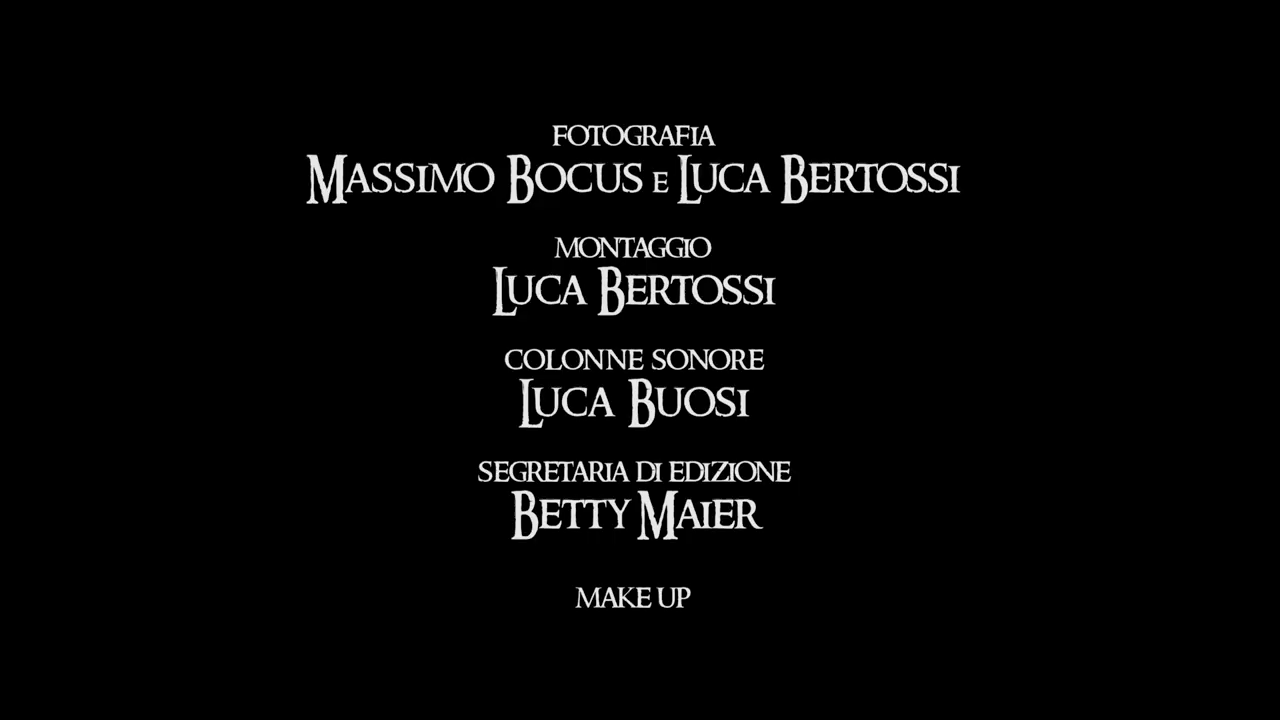 FOTOGRAFIA
MASSIMO BOCUS E LUCA BERTOSSI
MONTAGGIO
LUCA BERTOSSI
COLONNE SONORE
LUCA BUOSI
SEGRETARIA DI EDIZIONE
BETTY MAIER
MAKE UP